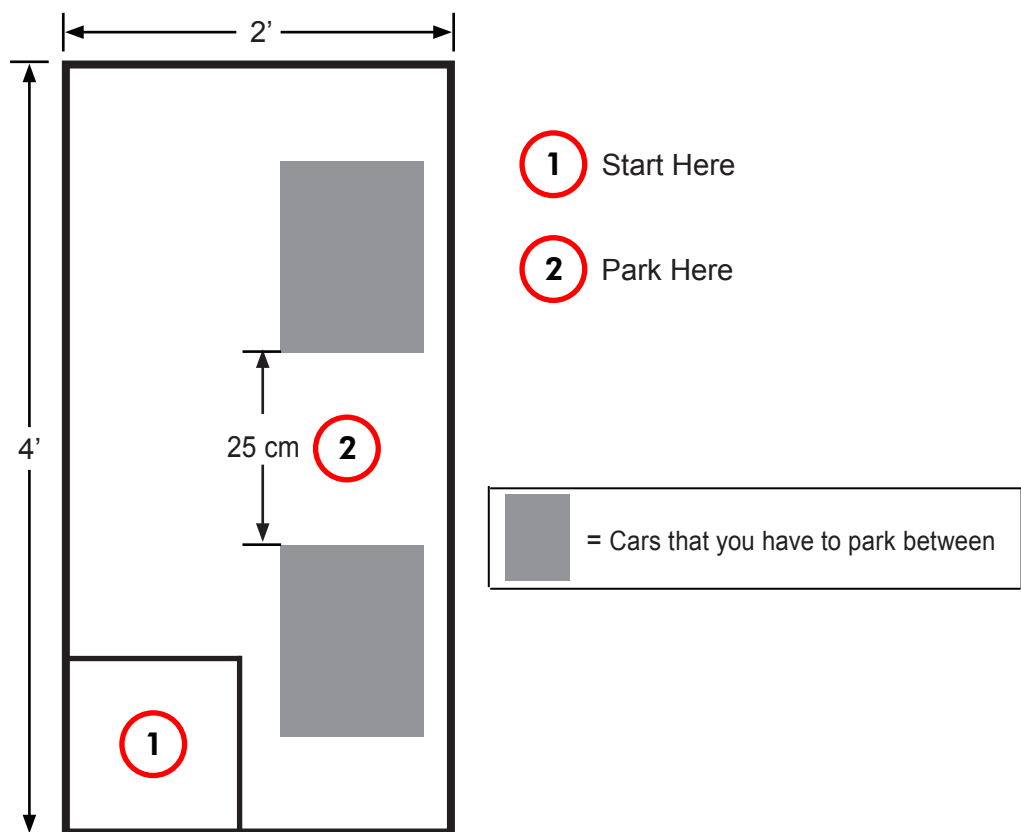 2’
1 Start Here
2 Park Here
4’
25 cm
2
= Cars that you have to park between
1